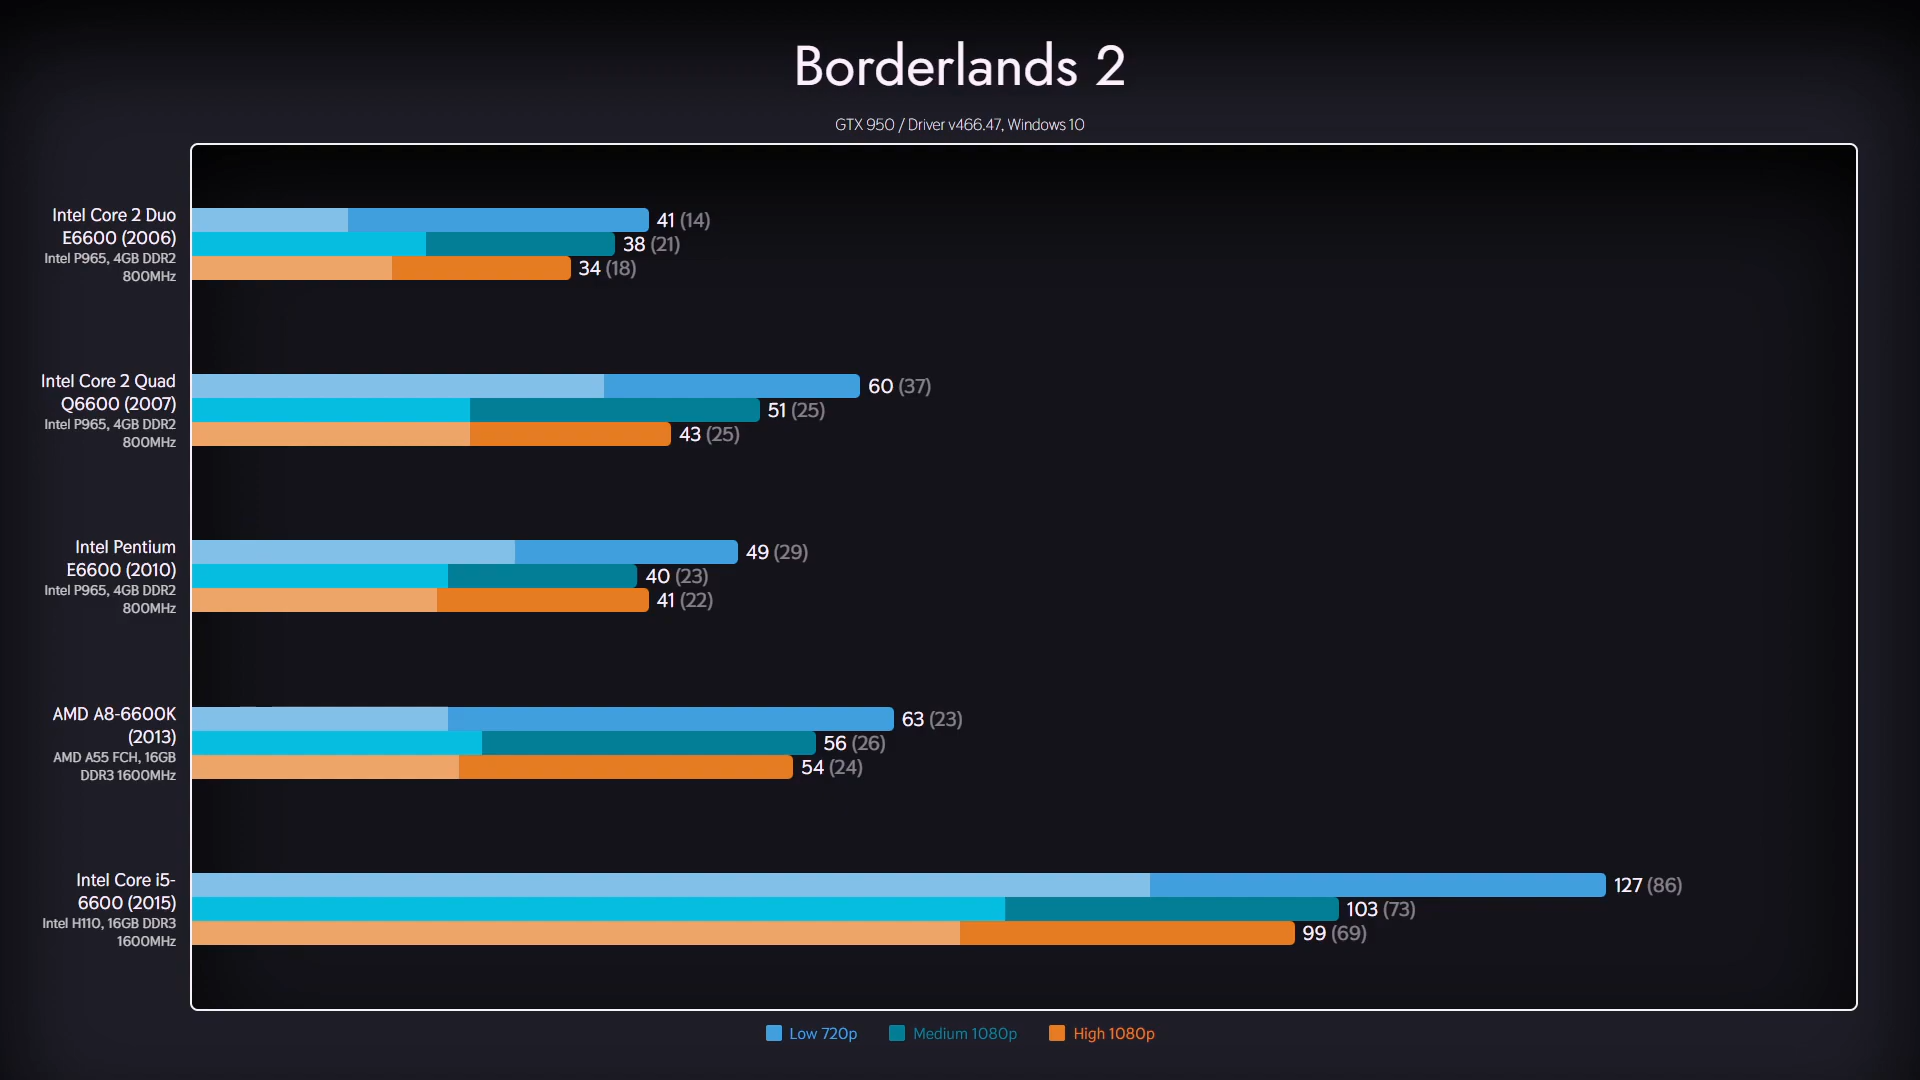 Borderlands 2
GTX 950 / Driver v466.47, Windows 10
Intel Core 2 Duo
E6600 (2006)
Intel P965, 4GB DDR2
800MHz
41 (14)
38 (21)
34 (18)
Intel Core 2 Quad
Q6600 (2007)
Intel P965, 4GB DDR2
800MHz
60 (37)
51 (25)
43 (25)
Intel Pentium
E6600 (2010)
Intel P965, 4GB DDR2
800MHz
49 (29)
40 (23)
41 (22)
AMD A8-6600K
(2013)
AMD A55 FCH, 16GB
DDR3 1600MHz
63 (23)
56 (26)
54 (24)
Intel Core i5-
6600 (2015)
Intel H110, 16GB DDR3
1600MHz
127 (86)
103 (73)
99 (69)
Low 720p Medium 1080p High 1080p